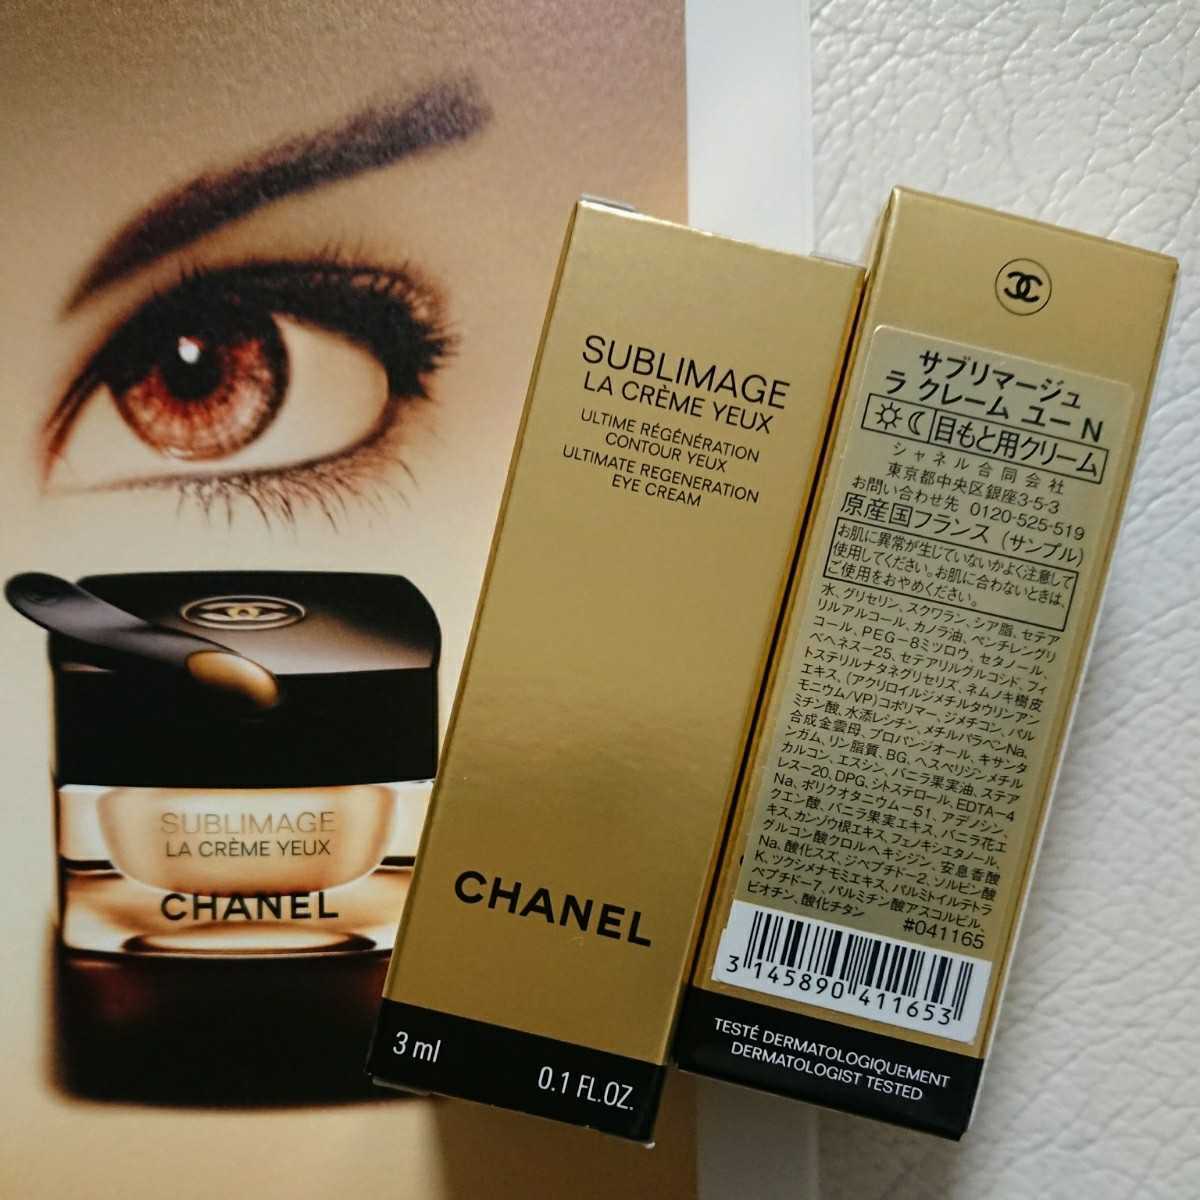 SUBLIMAGE
LA CRÈME YEUX
CHANEL
SUBLIMAGE
LA CRÈME YEUX
ULTIME RÉGÉNÉRATION
CONTOUR YEUX
ULTIMATE REGENERATION
EYE CREAM
CHANEL
3 ml
0.1 FL.OZ.
サブリマージュ
ラ クレーム ユー N
目もと用クリーム
シャネル合同会社
東京都中央区銀座3-5-3
お問い合わせ先 0120-525-519
原産国フランス (サンプル)
お肌に異常が生じていないかよく注意して
使用してください。お肌に合わないときは、
ご使用をおやめください。
水、グリセリン、スクワラン、シア脂、セテア
リルアルコール、カノラ油、ペンチレングリ
コール、PEG-8ミツロウ、セタノール、
ベヘネス-25、セテアリルグルコシド、フィ
トステリルナタネグリセリズ、ネムノキ樹皮
エキス、(アクリロイルジメチルタウリンアン
モニウム/VP)コポリマー、ジメチコン、パル
ミチン酸、水添レシチン、メチルパラベンNa、
合成金雲母、プロパンジオール、キサンタ
ンガム、リン脂質、BG、ヘスペリジンメチル
カルコン、エスシン、バニラ果実油、ステア
レス-20、DPG、シトステロール、EDTA-4
Na、ポリクオタニウム-51、アデノシン、
クエン酸、バニラ果実エキス、バニラ花エ
キス、カンゾウ根エキス、フェノキシエタノール、
グルコン酸クロルヘキシジン、安息香酸
Na、酸化スズ、ジペプチド-2、ソルビン酸
K、ツクシメナモミエキス、パルミトイルテトラ
ペプチド-7、パルミチン酸アスコルビル、
ビオチン、酸化チタン
#041165
3 145890 411653
TESTÉ DERMATOLOGIQUEMENT
DERMATOLOGIST TESTED